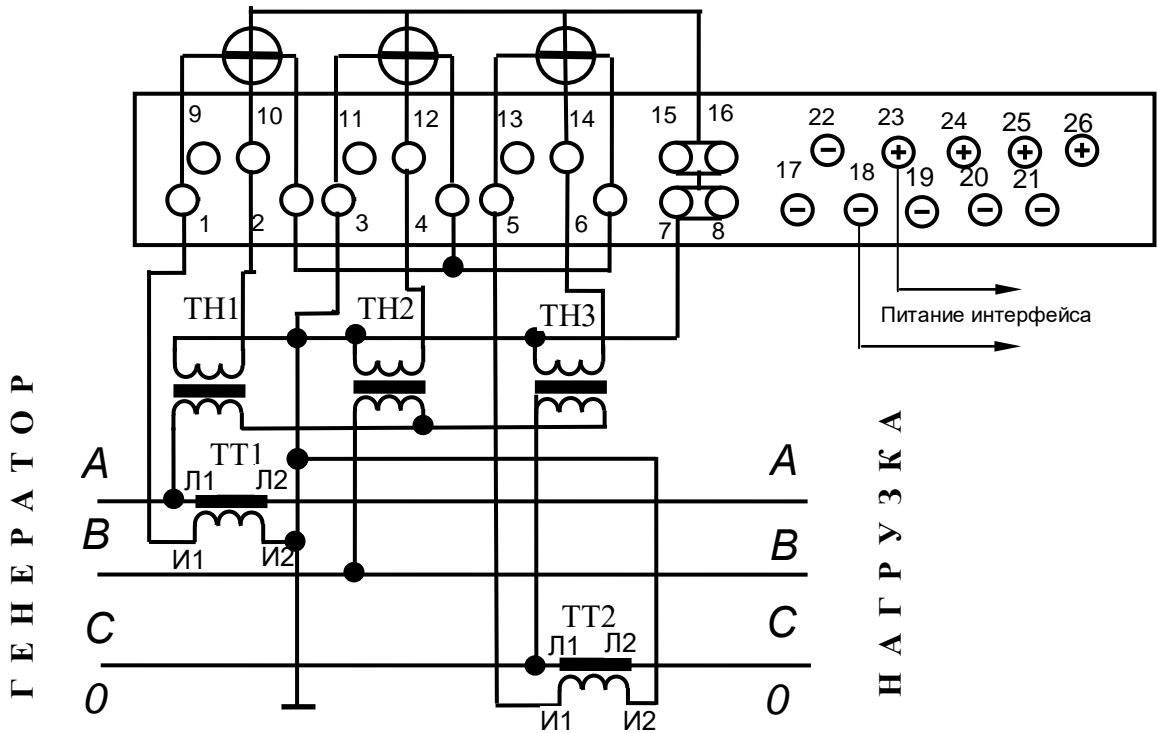 9 10 11 12 13 14 15 16 22 23 24 25 26
17 18 19 20 21
1 2 3 4 5 6 7 8
ТН1 ТН2 ТН3
Питание интерфейса
ГЕНЕРАТОР
НАГРУЗКА
ТТ1
A Л1 Л2 A
B И1 И2 B
ТТ2
C Л1 Л2 C
0 И1 И2 0